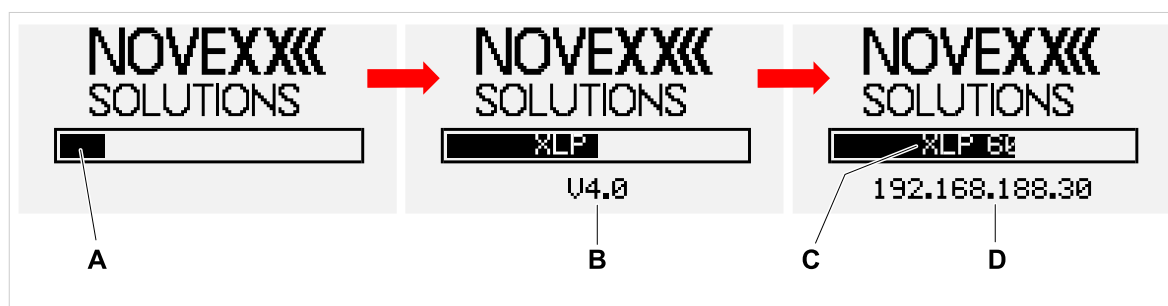 NOVEXX
SOLUTIONS
NOVEXX
SOLUTIONS
XLP
V4.0
NOVEXX
SOLUTIONS
XLP 60
192.168.188.30
A
B
C
D